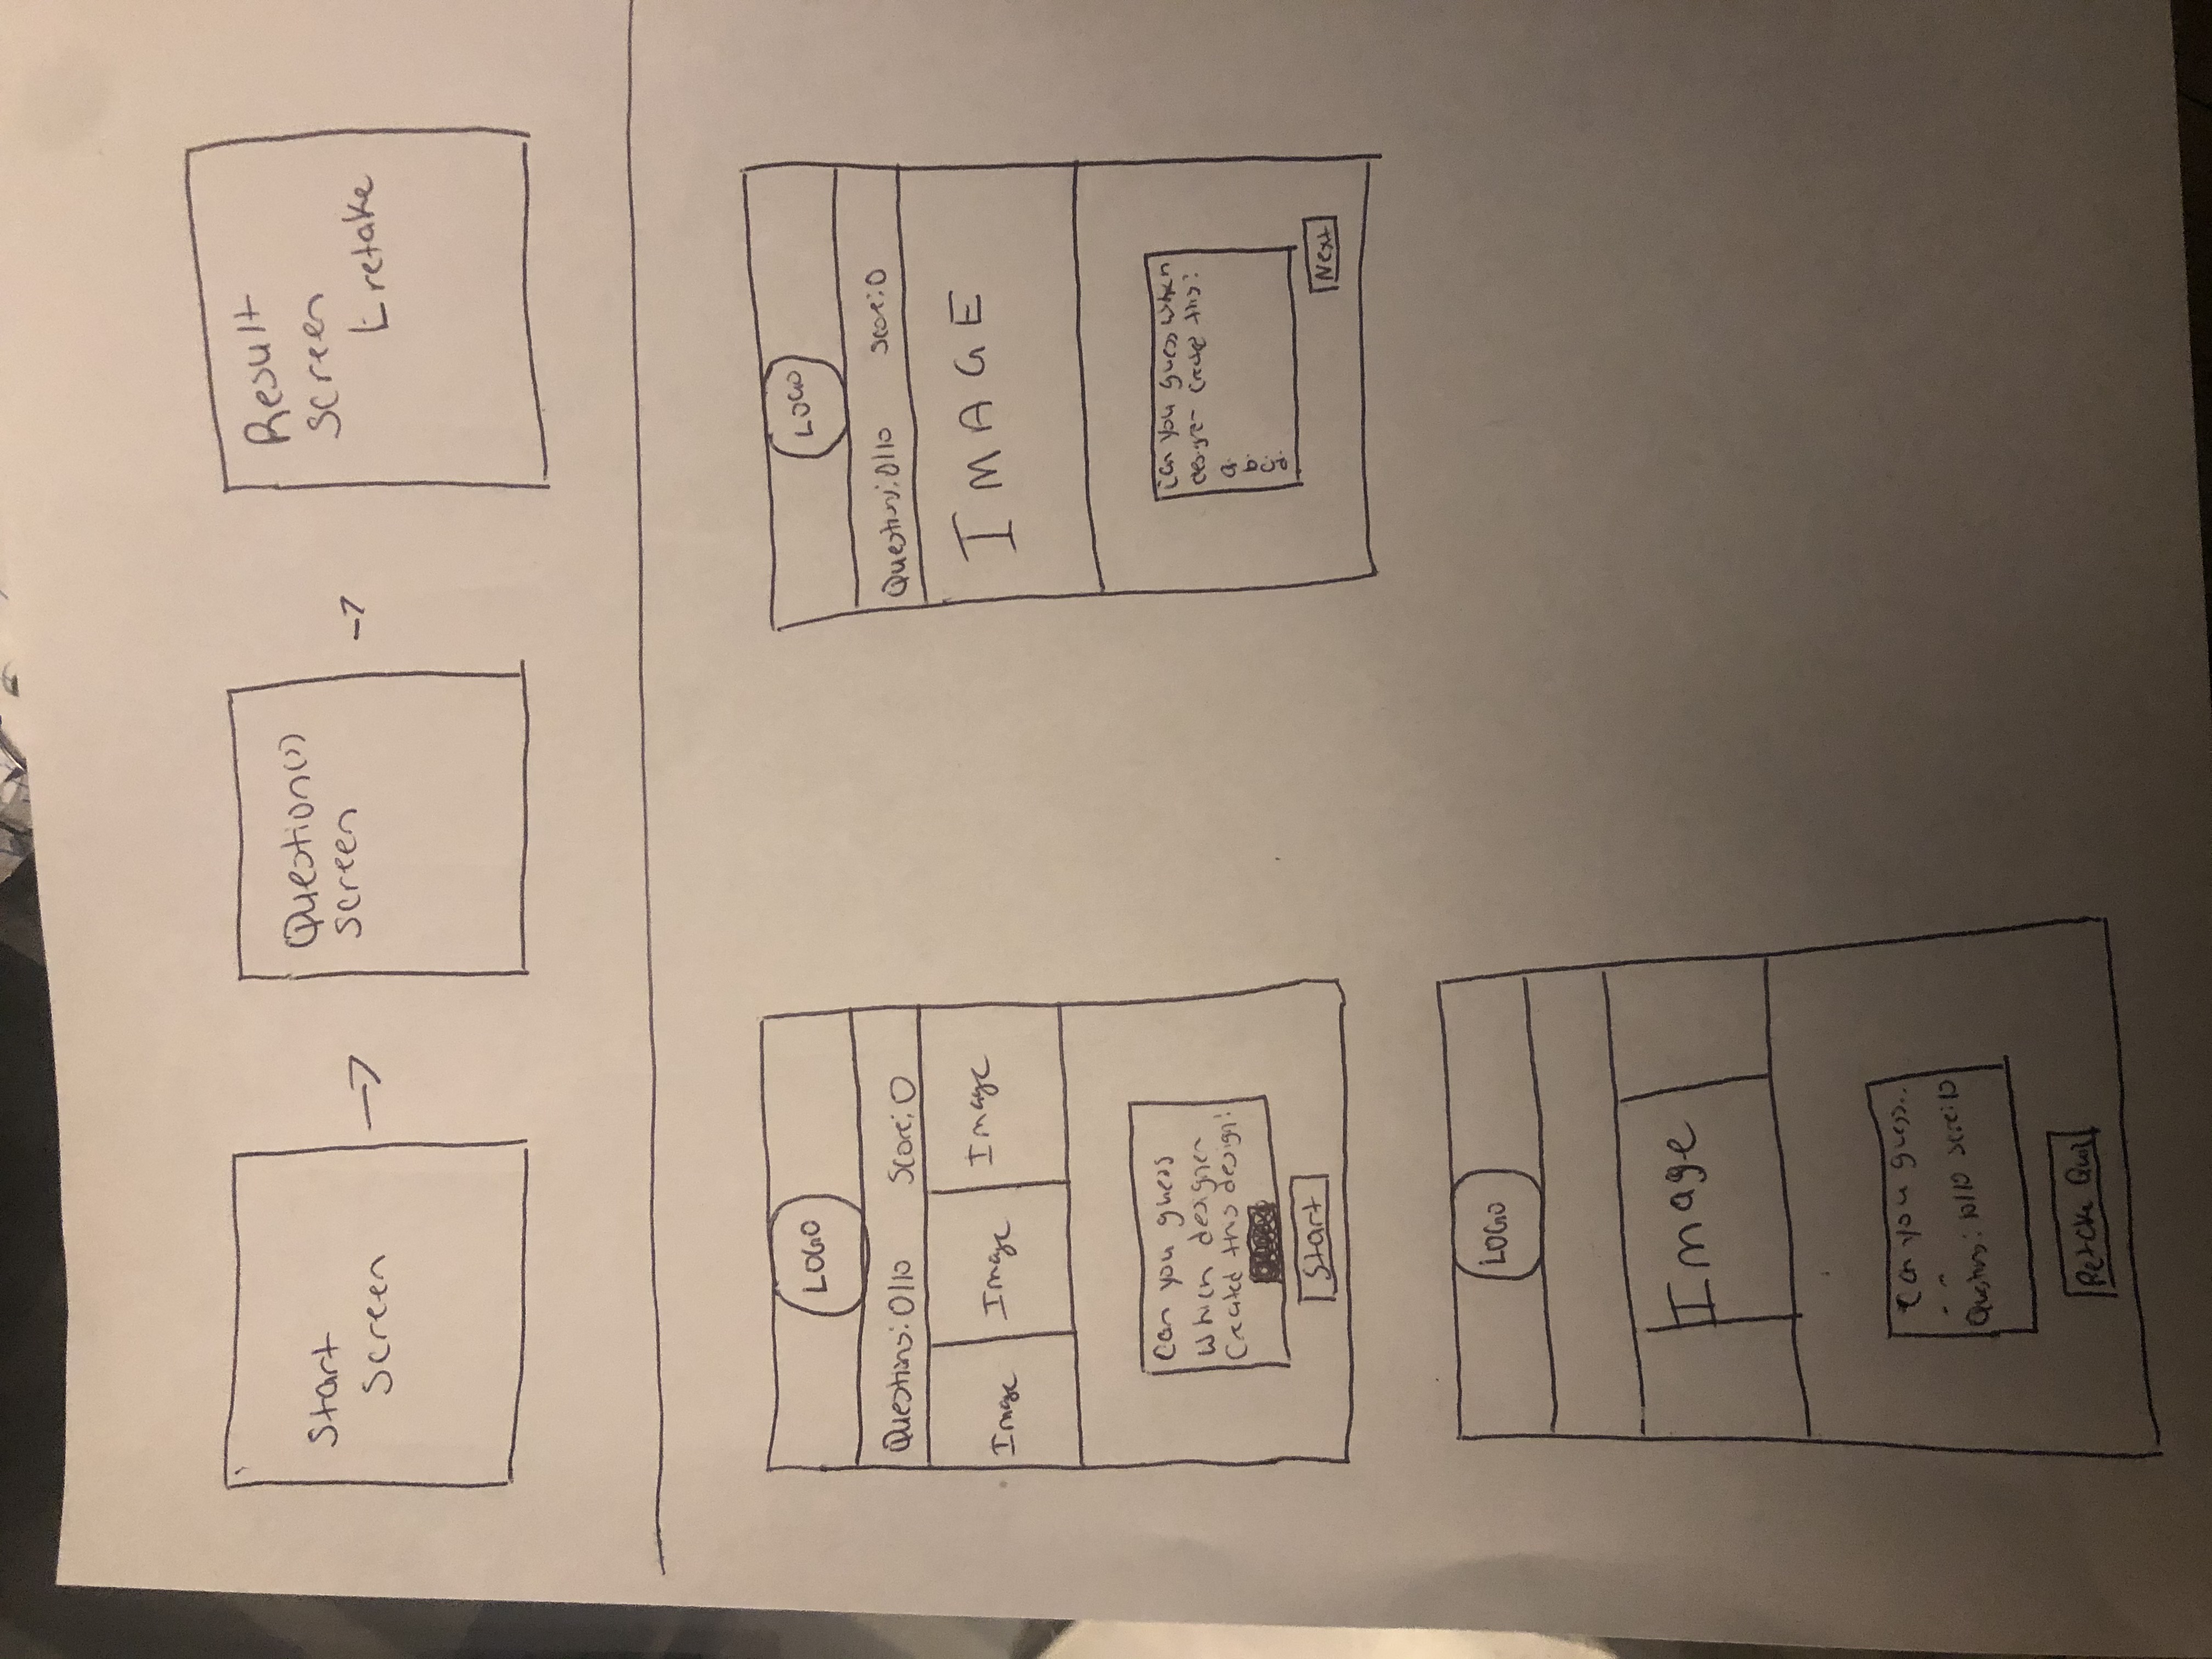 Start
screen
Question(s)
screen
Result
screen
retake
LOGO
Questions: 0/10 Score: 0
Image Image Image
Can you guess
which designer
created this design!
Start
LOGO
Questions: 0/10 Score: 0
IMAGE
Can you guess which
designer created this?
a.
b.
c.
d.
Next
LOGO
Image
Can you guess...
Questions: 10/10 Score: 10
Retake Quiz